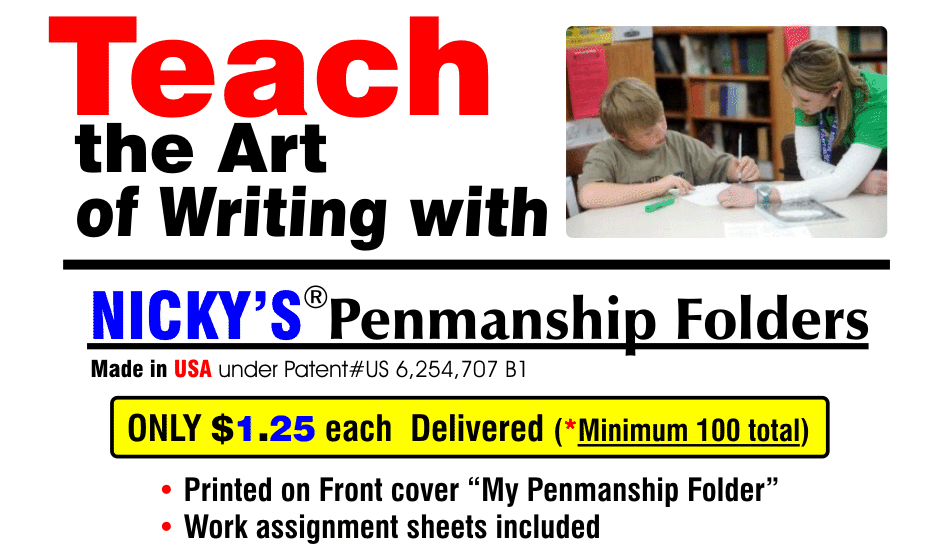 Teach
the Art
of Writing with
NICKY'S® Penmanship Folders
Made in USA under Patent#US 6,254,707 B1
ONLY $1.25 each Delivered (*Minimum 100 total)
• Printed on Front cover “My Penmanship Folder”
• Work assignment sheets included